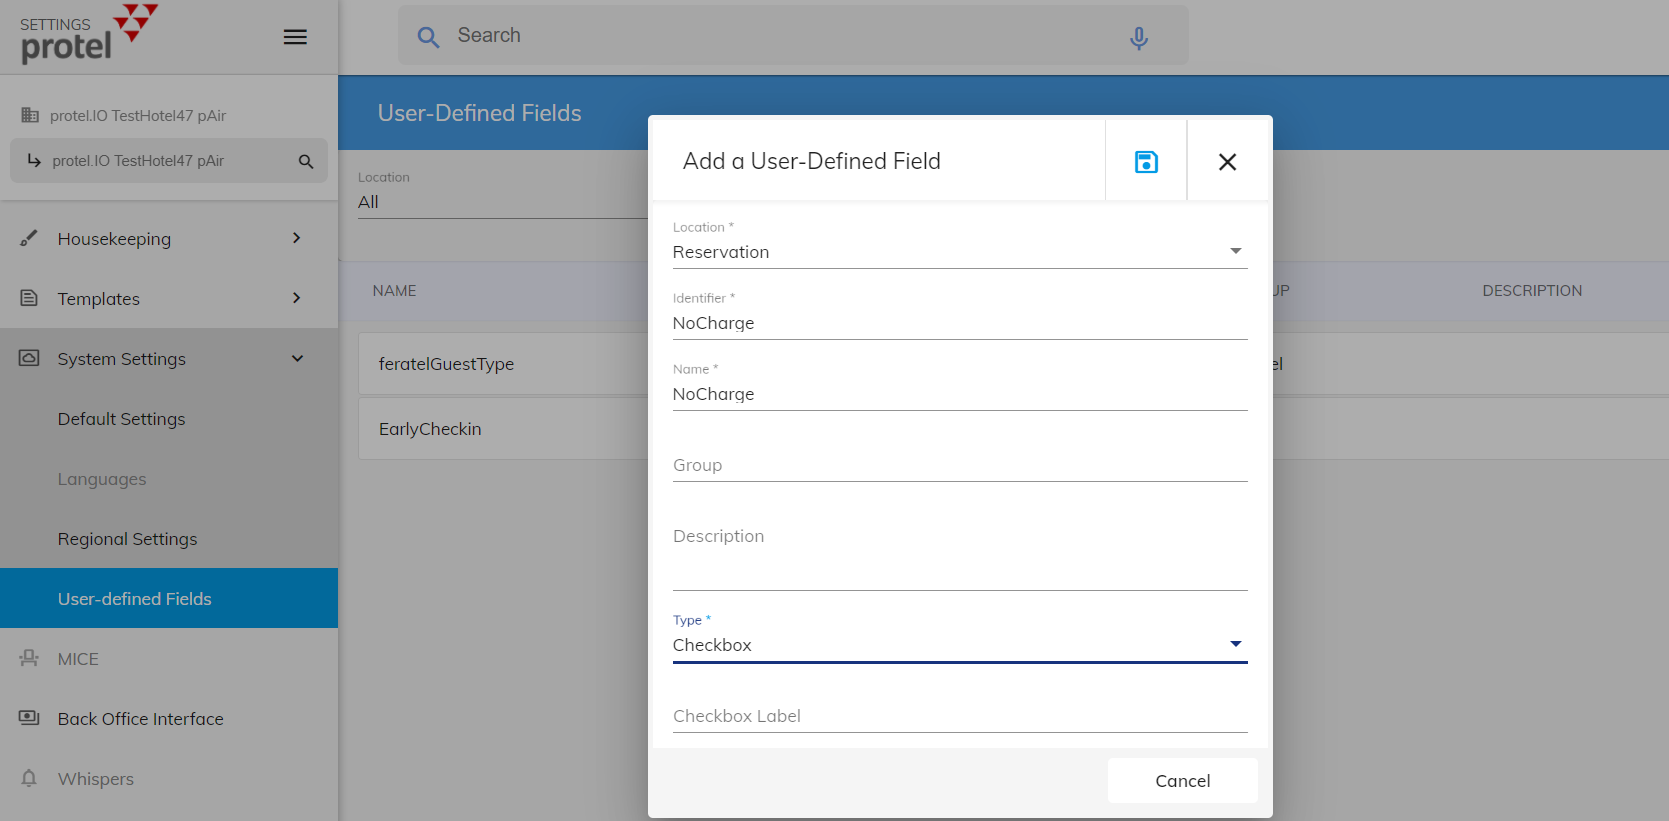 SETTINGS
protel
Search
protel.IO TestHotel47 pAir
protel.IO TestHotel47 pAir
Housekeeping
Templates
System Settings
Default Settings
Languages
Regional Settings
User-defined Fields
MICE
Back Office Interface
Whispers
User-Defined Fields
Location
All
NAME
UP
DESCRIPTION
feratelGuestType
el
EarlyCheckin
Add a User-Defined Field
Location *
Reservation
Identifier *
NoCharge
Name *
NoCharge
Group
Description
Type *
Checkbox
Checkbox Label
Cancel